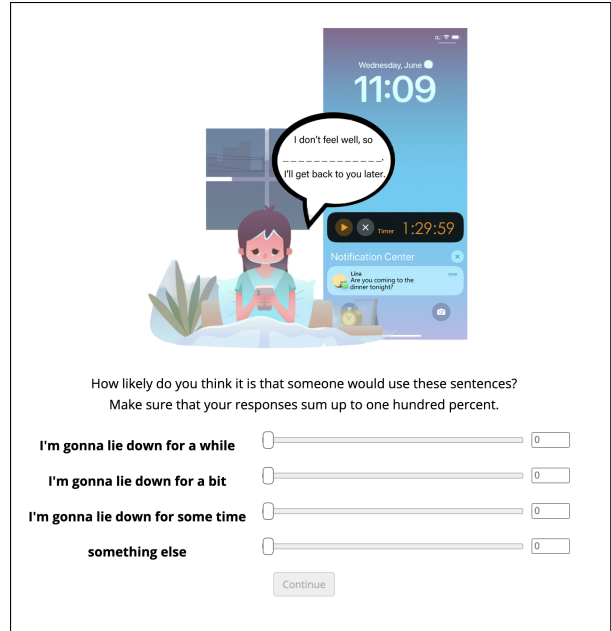 Wednesday, June
11:09
I don't feel well, so
_ _ _ _ _ _ _ _ _ _ _ _ _.
I'll get back to you later.
Timer 1:29:59
Notification Center
Lina now
Are you coming to the
dinner tonight?
How likely do you think it is that someone would use these sentences?
Make sure that your responses sum up to one hundred percent.
I'm gonna lie down for a while 0
I'm gonna lie down for a bit 0
I'm gonna lie down for some time 0
something else 0
Continue